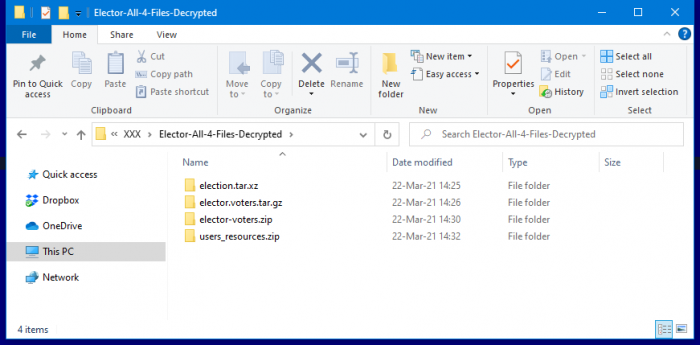 Elector-All-4-Files-Decrypted
File Home Share View
Pin to Quick access
Copy
Paste
Cut
Copy path
Paste shortcut
Clipboard
Move to
Copy to
Delete
Rename
Organize
New folder
New item
Easy access
New
Properties
Open
Edit
History
Open
Select all
Select none
Invert selection
Select
« XXX > Elector-All-4-Files-Decrypted >
Search Elector-All-4-Files-Decrypted
Quick access
Dropbox
OneDrive
This PC
Network
Name Date modified Type Size
election.tar.xz 22-Mar-21 14:25 File folder
elector.voters.tar.gz 22-Mar-21 14:26 File folder
elector-voters.zip 22-Mar-21 14:30 File folder
users_resources.zip 22-Mar-21 14:32 File folder
4 items